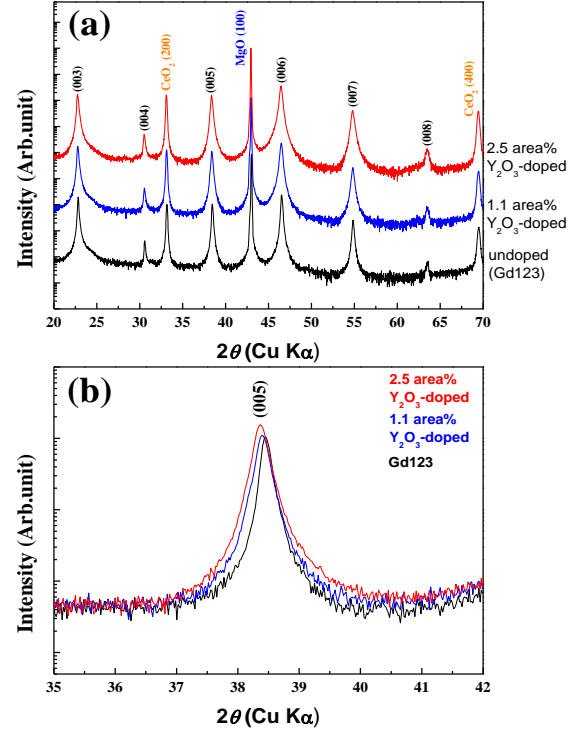 (a)
Intensity (Arb.unit)
(003)
(004)
CeO₂ (200)
(005)
MgO (100)
(006)
(007)
(008)
CeO₂ (400)
2.5 area%
Y₂O₃-doped
1.1 area%
Y₂O₃-doped
undoped
(Gd123)
20 25 30 35 40 45 50 55 60 65 70
2θ (Cu Kα)
(b)
Intensity (Arb.unit)
(005)
2.5 area%
Y₂O₃-doped
1.1 area%
Y₂O₃-doped
Gd123
35 36 37 38 39 40 41 42
2θ (Cu Kα)